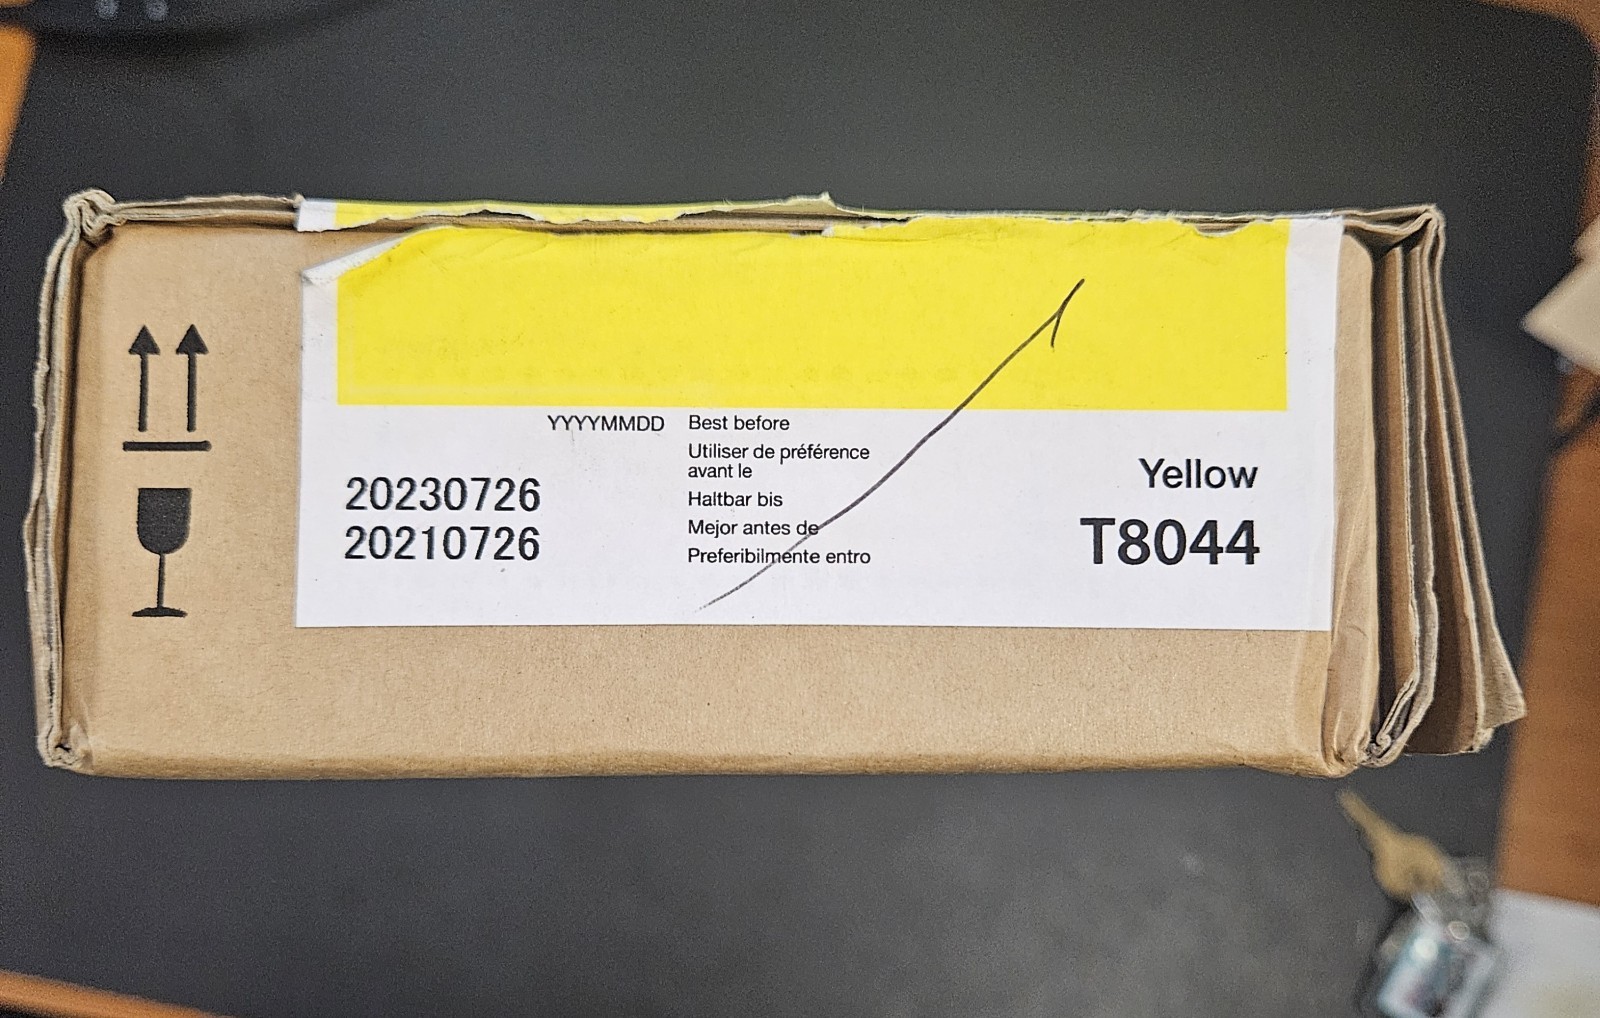 YYYYMMDD
20230726
20210726
Best before
Utiliser de préférence
avant le
Haltbar bis
Mejor antes de
Preferibilmente entro
Yellow
T8044